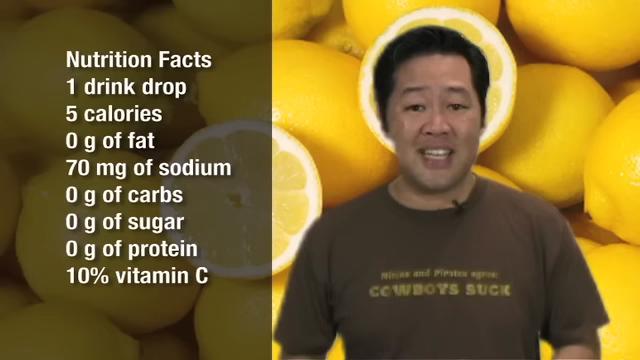 Nutrition Facts
1 drink drop
5 calories
0 g of fat
70 mg of sodium
0 g of carbs
0 g of sugar
0 g of protein
10% vitamin C
Ninjas and Pirates agree:
COWBOYS SUCK